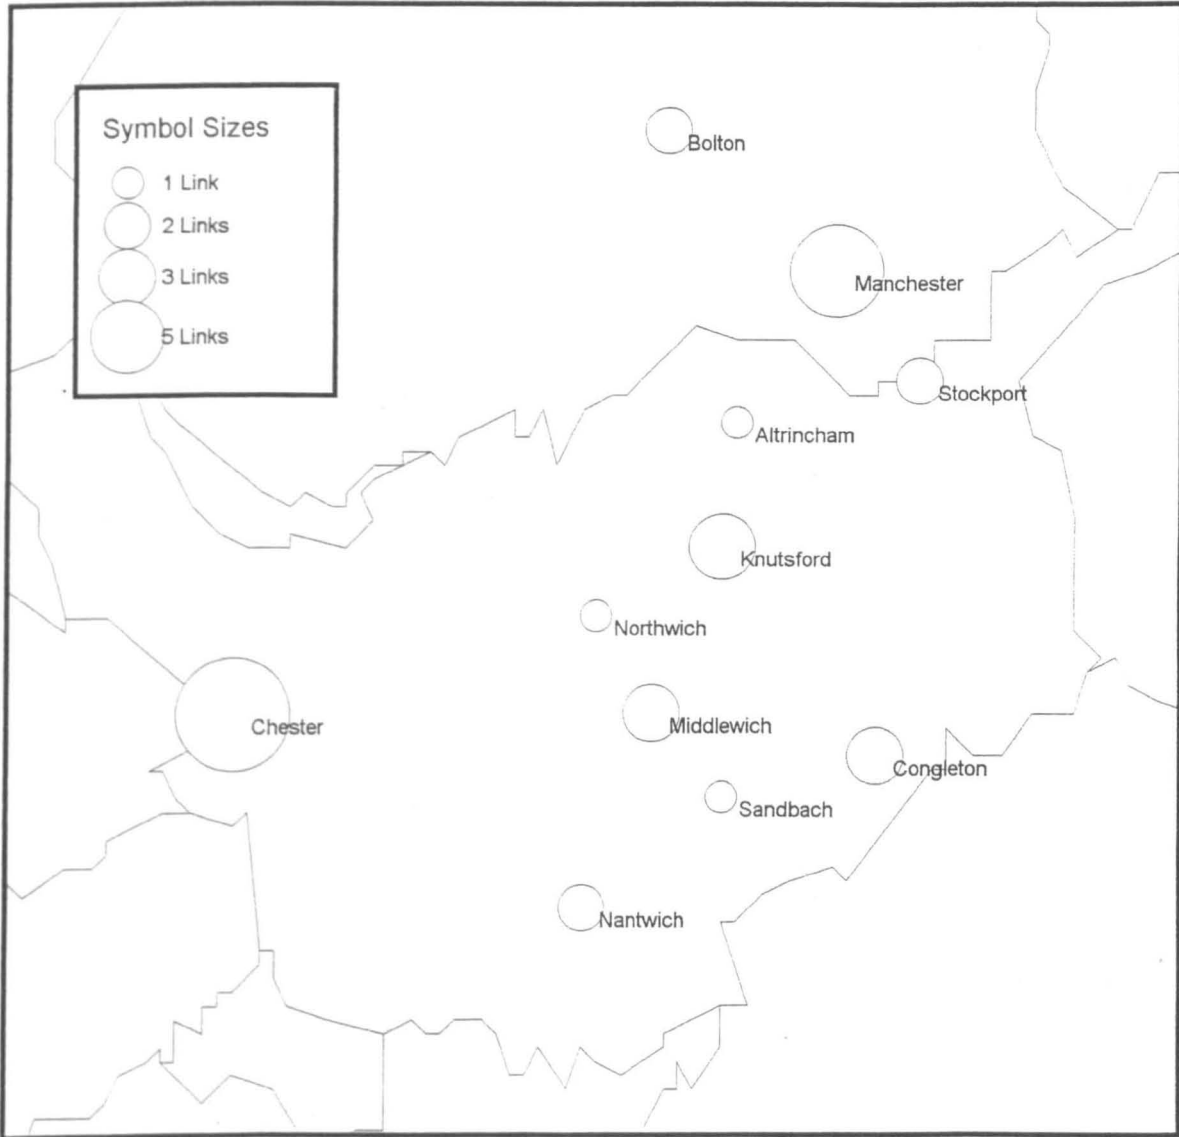 Symbol Sizes
1 Link
2 Links
3 Links
5 Links
Bolton
Manchester
Stockport
Altrincham
Knutsford
Northwich
Chester
Middlewich
Congleton
Sandbach
Nantwich